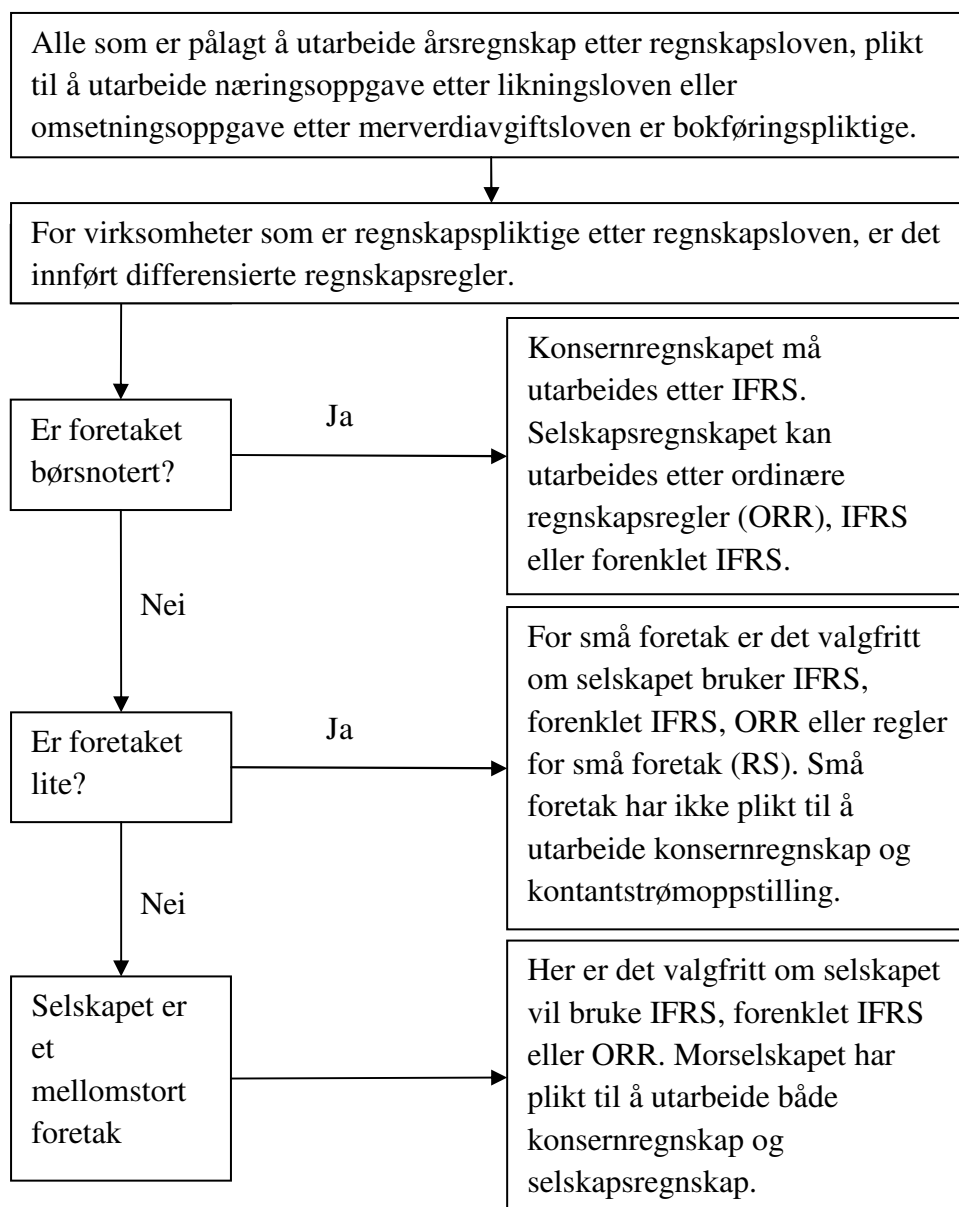 Alle som er pålagt å utarbeide årsregnskap etter regnskapsloven, plikt
til å utarbeide næringsoppgave etter likningsloven eller
omsetningsoppgave etter merverdiavgiftsloven er bokføringspliktige.
For virksomheter som er regnskapspliktige etter regnskapsloven, er det
innført differensierte regnskapsregler.
Er foretaket
børsnotert?
Ja
Konsernregnskapet må
utarbeides etter IFRS.
Selskapsregnskapet kan
utarbeides etter ordinære
regnskapsregler (ORR), IFRS
eller forenklet IFRS.
Nei
Er foretaket
lite?
Ja
For små foretak er det valgfritt
om selskapet bruker IFRS,
forenklet IFRS, ORR eller regler
for små foretak (RS). Små
foretak har ikke plikt til å
utarbeide konsernregnskap og
kontantstrømoppstilling.
Nei
Selskapet er
et
mellomstort
foretak
Her er det valgfritt om selskapet
vil bruke IFRS, forenklet IFRS
eller ORR. Morselskapet har
plikt til å utarbeide både
konsernregnskap og
selskapsregnskap.